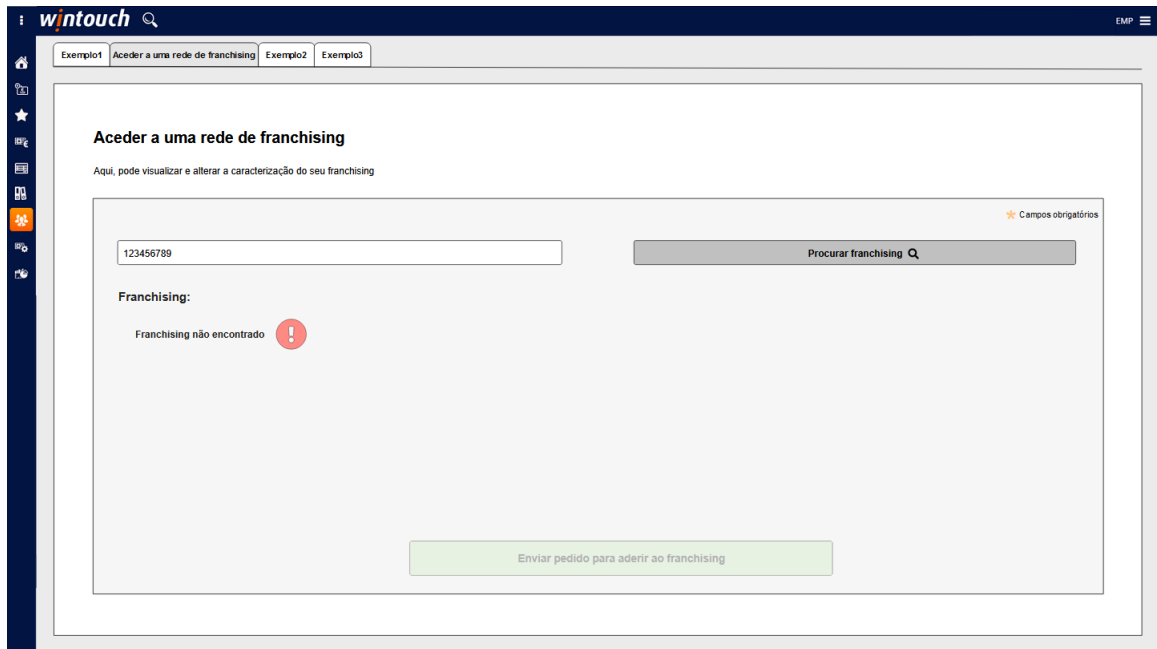 wintouch
EMP
Exemplo1 Aceder a uma rede de franchising Exemplo2 Exemplo3
Aceder a uma rede de franchising
Aqui, pode visualizar e alterar a caracterização do seu franchising
Campos obrigatórios
123456789
Procurar franchising
Franchising:
Franchising não encontrado
Enviar pedido para aderir ao franchising